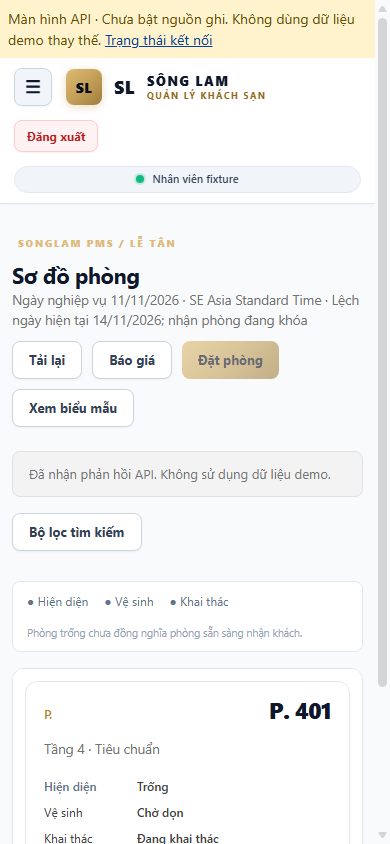 Màn hình API · Chưa bật nguồn ghi. Không dùng dữ liệu
demo thay thế. Trạng thái kết nối
☰
SL
SL
SÔNG LAM
QUẢN LÝ KHÁCH SẠN
Đăng xuất
Nhân viên fixture
SONGLAM PMS / LỄ TÂN
Sơ đồ phòng
Ngày nghiệp vụ 11/11/2026 · SE Asia Standard Time · Lệch
ngày hiện tại 14/11/2026; nhận phòng đang khóa
Tải lại
Báo giá
Đặt phòng
Xem biểu mẫu
Đã nhận phản hồi API. Không sử dụng dữ liệu demo.
Bộ lọc tìm kiếm
● Hiện diện ● Vệ sinh ● Khai thác
Phòng trống chưa đồng nghĩa phòng sẵn sàng nhận khách.
P. P. 401
Tầng 4 · Tiêu chuẩn
Hiện diện Trống
Vệ sinh Chờ dọn
Khai thác Đang khai thác